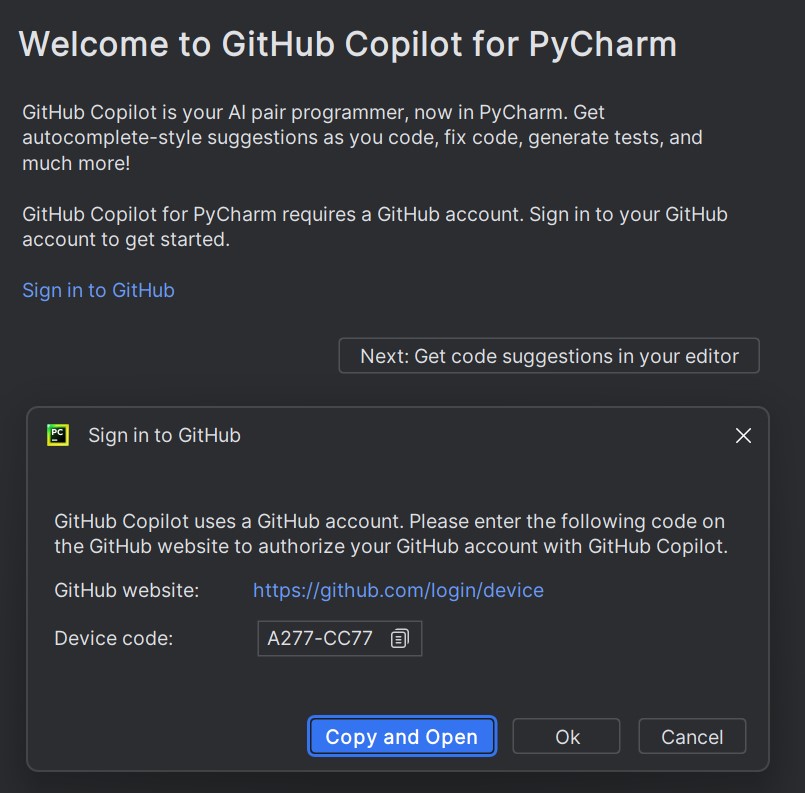 Welcome to GitHub Copilot for PyCharm
GitHub Copilot is your AI pair programmer, now in PyCharm. Get
autocomplete-style suggestions as you code, fix code, generate tests, and
much more!
GitHub Copilot for PyCharm requires a GitHub account. Sign in to your GitHub
account to get started.
Sign in to GitHub
Next: Get code suggestions in your editor
PC
Sign in to GitHub
GitHub Copilot uses a GitHub account. Please enter the following code on
the GitHub website to authorize your GitHub account with GitHub Copilot.
GitHub website: https://github.com/login/device
Device code: A277-CC77
Copy and Open Ok Cancel